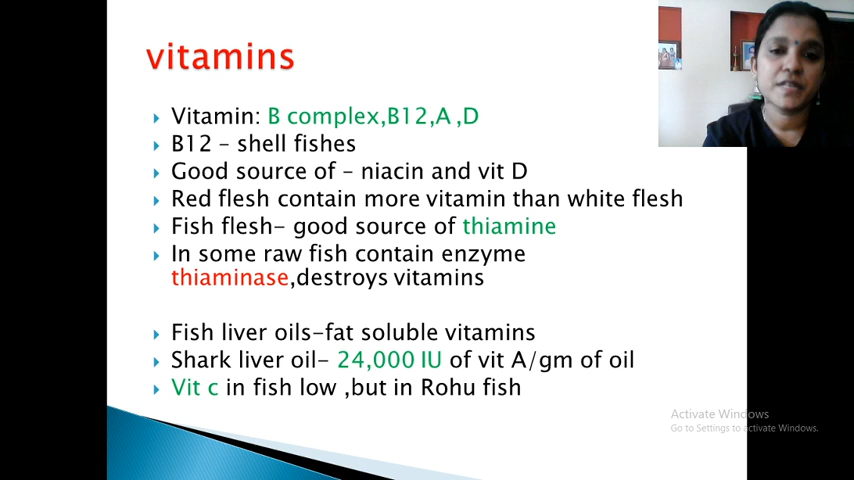 vitamins
Vitamin: B complex,B12,A ,D
B12 – shell fishes
Good source of – niacin and vit D
Red flesh contain more vitamin than white flesh
Fish flesh– good source of thiamine
In some raw fish contain enzyme
thiaminase,destroys vitamins
Fish liver oils–fat soluble vitamins
Shark liver oil– 24,000 IU of vit A/gm of oil
Vit c in fish low ,but in Rohu fish
Activate Windows
Go to Settings to activate Windows.